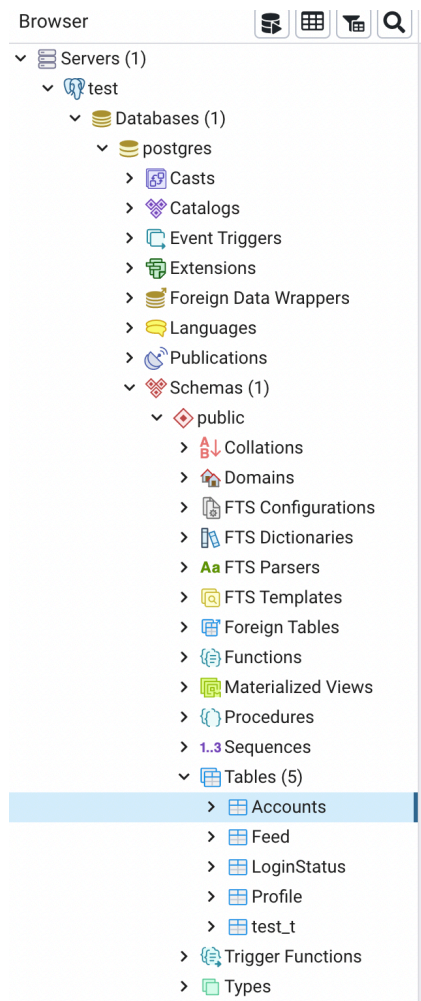 Browser
Servers (1)
test
Databases (1)
postgres
Casts
Catalogs
Event Triggers
Extensions
Foreign Data Wrappers
Languages
Publications
Schemas (1)
public
Collations
Domains
FTS Configurations
FTS Dictionaries
Aa FTS Parsers
FTS Templates
Foreign Tables
Functions
Materialized Views
Procedures
1..3 Sequences
Tables (5)
Accounts
Feed
LoginStatus
Profile
test_t
Trigger Functions
Types